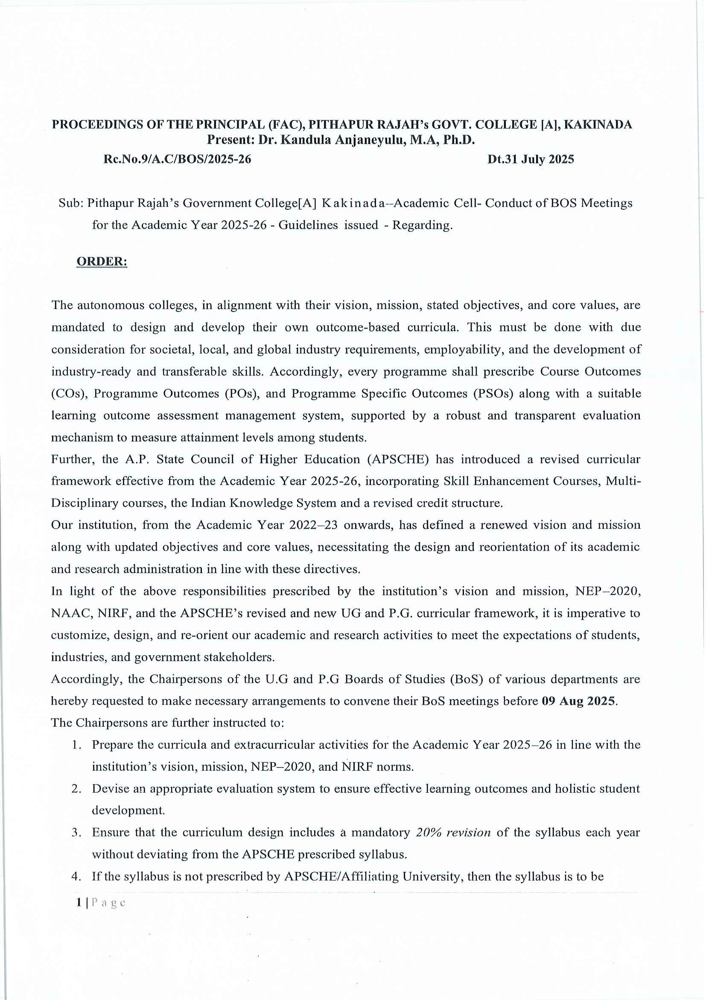 PROCEEDINGS OF THE PRINCIPAL (FAC), PITHAPUR RAJAH's GOVT. COLLEGE [A], KAKINADA
Present: Dr. Kandula Anjaneyulu, M.A, Ph.D.
Rc.No.9/A.C/BOS/2025-26 Dt.31 July 2025
Sub: Pithapur Rajah's Government College[A] Kakinada--Academic Cell- Conduct of BOS Meetings
for the Academic Year 2025-26 - Guidelines issued - Regarding.
ORDER:
The autonomous colleges, in alignment with their vision, mission, stated objectives, and core values, are
mandated to design and develop their own outcome-based curricula. This must be done with due
consideration for societal, local, and global industry requirements, employability, and the development of
industry-ready and transferable skills. Accordingly, every programme shall prescribe Course Outcomes
(COs), Programme Outcomes (POs), and Programme Specific Outcomes (PSOs) along with a suitable
learning outcome assessment management system, supported by a robust and transparent evaluation
mechanism to measure attainment levels among students.
Further, the A.P. State Council of Higher Education (APSCHE) has introduced a revised curricular
framework effective from the Academic Year 2025-26, incorporating Skill Enhancement Courses, Multi-
Disciplinary courses, the Indian Knowledge System and a revised credit structure.
Our institution, from the Academic Year 2022–23 onwards, has defined a renewed vision and mission
along with updated objectives and core values, necessitating the design and reorientation of its academic
and research administration in line with these directives.
In light of the above responsibilities prescribed by the institution's vision and mission, NEP–2020,
NAAC, NIRF, and the APSCHE's revised and new UG and P.G. curricular framework, it is imperative to
customize, design, and re-orient our academic and research activities to meet the expectations of students,
industries, and government stakeholders.
Accordingly, the Chairpersons of the U.G and P.G Boards of Studies (BoS) of various departments are
hereby requested to make necessary arrangements to convene their BoS meetings before 09 Aug 2025.
The Chairpersons are further instructed to:
1. Prepare the curricula and extracurricular activities for the Academic Year 2025–26 in line with the
institution's vision, mission, NEP–2020, and NIRF norms.
2. Devise an appropriate evaluation system to ensure effective learning outcomes and holistic student
development.
3. Ensure that the curriculum design includes a mandatory 20% revision of the syllabus each year
without deviating from the APSCHE prescribed syllabus.
4. If the syllabus is not prescribed by APSCHE/Affiliating University, then the syllabus is to be
1 | Page